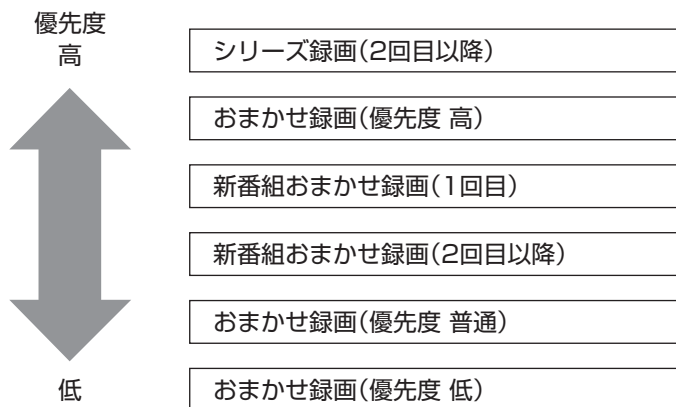 優先度
高
シリーズ録画(2回目以降)
おまかせ録画(優先度 高)
新番組おまかせ録画(1回目)
新番組おまかせ録画(2回目以降)
おまかせ録画(優先度 普通)
低
おまかせ録画(優先度 低)